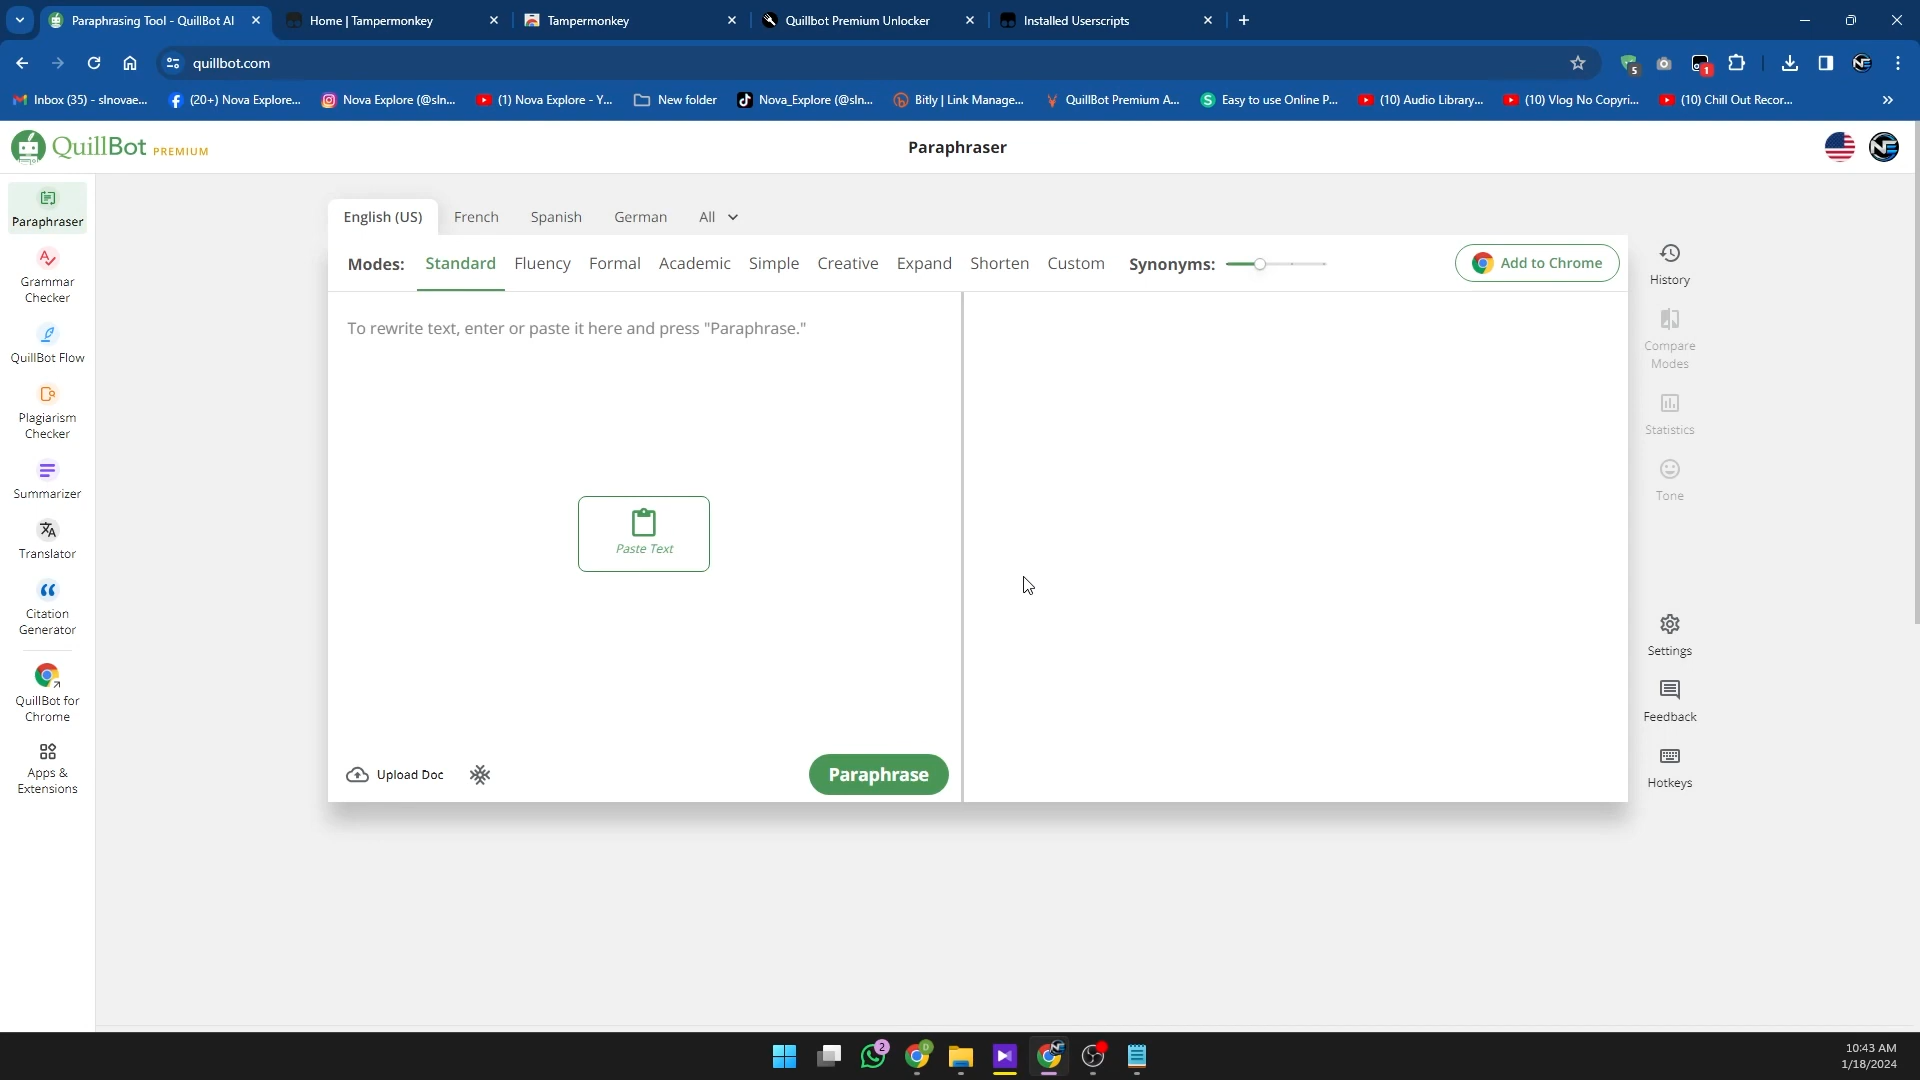 Paraphrasing Tool - QuillBot AI
Home | Tampermonkey
Tampermonkey
Quillbot Premium Unlocker
Installed Userscripts
quillbot.com
5
1
Inbox (35) - slnovae...
(20+) Nova Explore...
Nova Explore (@sln...
(1) Nova Explore - Y...
New folder
Nova_Explore (@sln...
Bitly | Link Manage...
QuillBot Premium A...
Easy to use Online P...
(10) Audio Library...
(10) Vlog No Copyri...
(10) Chill Out Recor...
QuillBot PREMIUM
Paraphraser
Paraphraser
Grammar
Checker
QuillBot Flow
Plagiarism
Checker
Summarizer
Translator
Citation
Generator
QuillBot for
Chrome
Apps &
Extensions
English (US)
French
Spanish
German
All
Modes:
Standard
Fluency
Formal
Academic
Simple
Creative
Expand
Shorten
Custom
Synonyms:
Add to Chrome
To rewrite text, enter or paste it here and press "Paraphrase."
Paste Text
Upload Doc
Paraphrase
History
Compare
Modes
Statistics
Tone
Settings
Feedback
Hotkeys
2
D
10:43 AM
1/18/2024